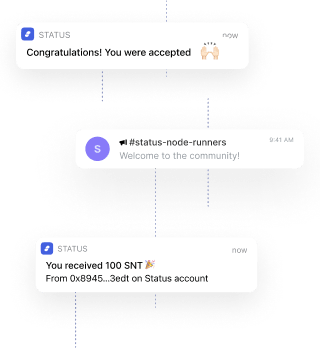 STATUS now
Congratulations! You were accepted 🙌🏻
S #status-node-runners 9:41 AM
Welcome to the community!
STATUS now
You received 100 SNT 🎉
From 0x8945...3edt on Status account